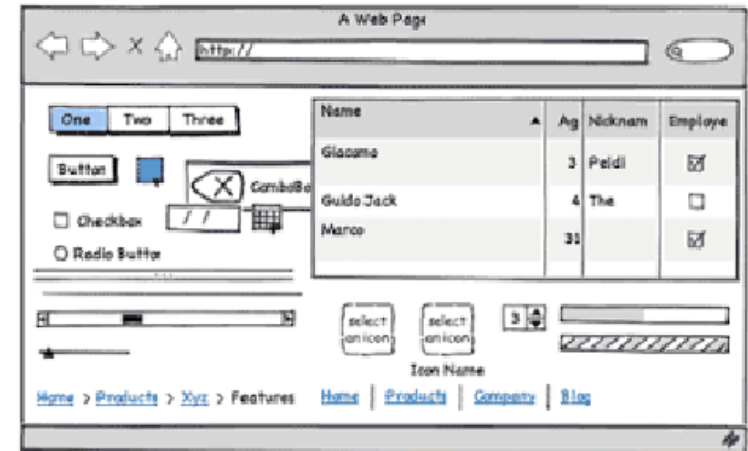 A Web Page
http://
One Two Three
Name Ag Nicknam Employe
Giacomo 3 Peldi
Button
ComboBo
Guido Jack 4 The
Checkbox / /
Marco 31
Radio Button
select an icon
select an icon
3
Icon Name
Home > Products > Xyz > Features
Home | Products | Company | Blog